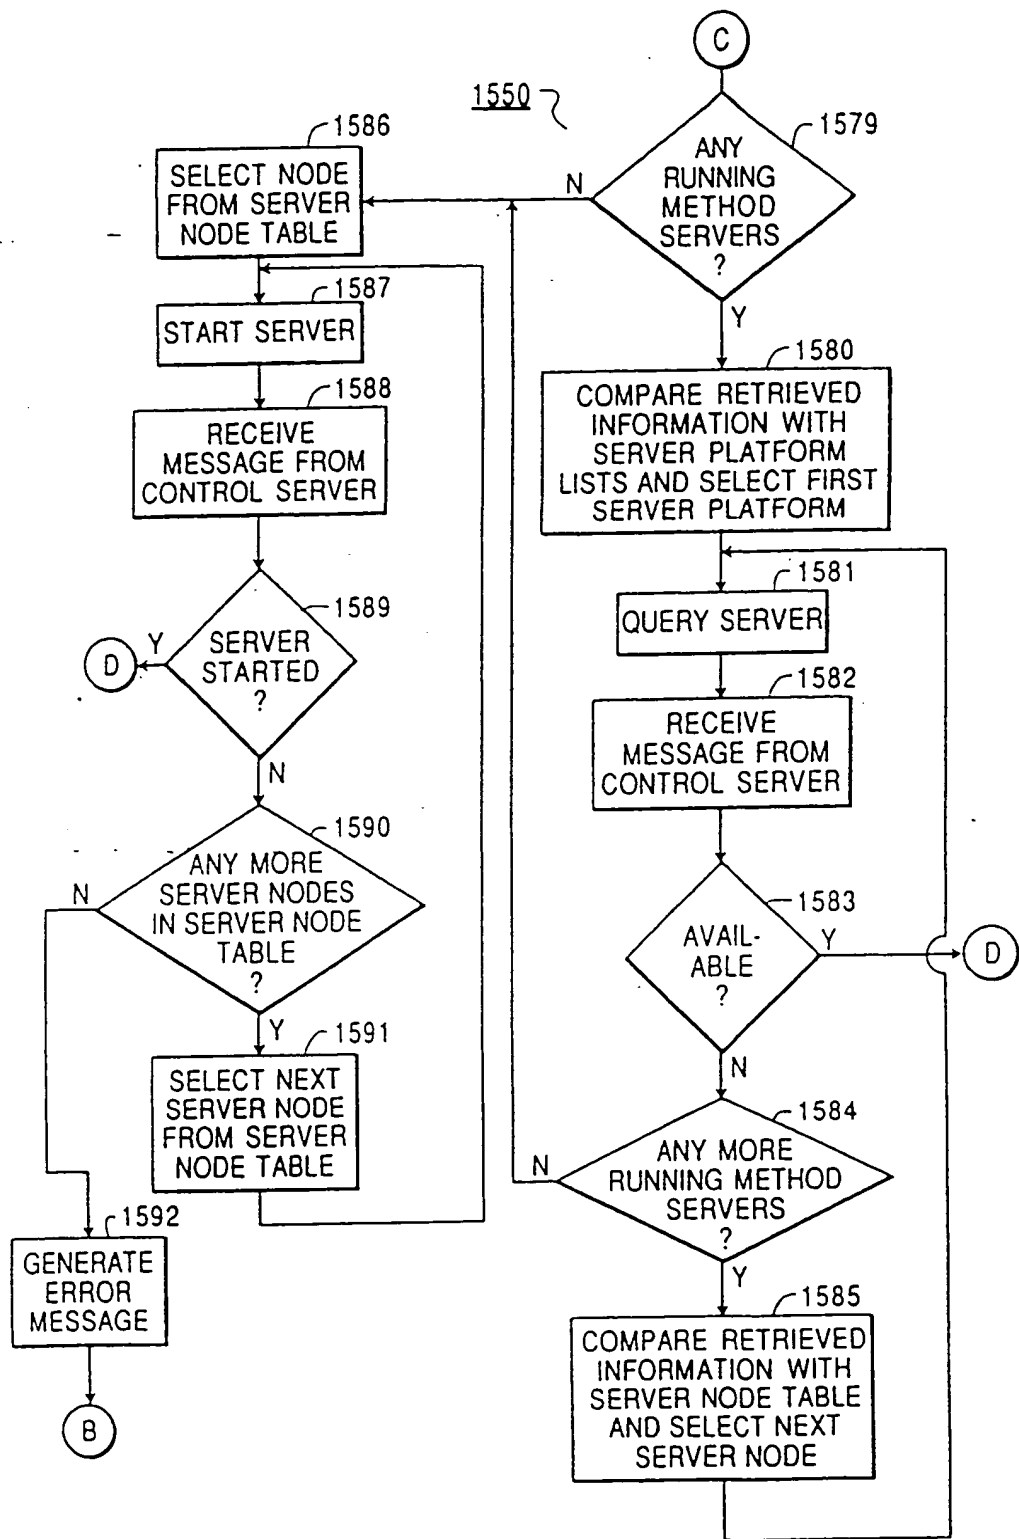 C
1550
1579
ANY
RUNNING
METHOD
SERVERS
?
N
Y
1586
SELECT NODE
FROM SERVER
NODE TABLE
1587
START SERVER
1588
RECEIVE
MESSAGE FROM
CONTROL SERVER
1589
SERVER
STARTED
?
Y
D
N
1590
ANY MORE
SERVER NODES
IN SERVER NODE
TABLE
?
N
Y
1591
SELECT NEXT
SERVER NODE
FROM SERVER
NODE TABLE
1592
GENERATE
ERROR
MESSAGE
B
1580
COMPARE RETRIEVED
INFORMATION WITH
SERVER PLATFORM
LISTS AND SELECT FIRST
SERVER PLATFORM
1581
QUERY SERVER
1582
RECEIVE
MESSAGE FROM
CONTROL SERVER
1583
AVAIL-
ABLE
?
Y
D
N
1584
ANY MORE
RUNNING METHOD
SERVERS
?
N
Y
1585
COMPARE RETRIEVED
INFORMATION WITH
SERVER NODE TABLE
AND SELECT NEXT
SERVER NODE